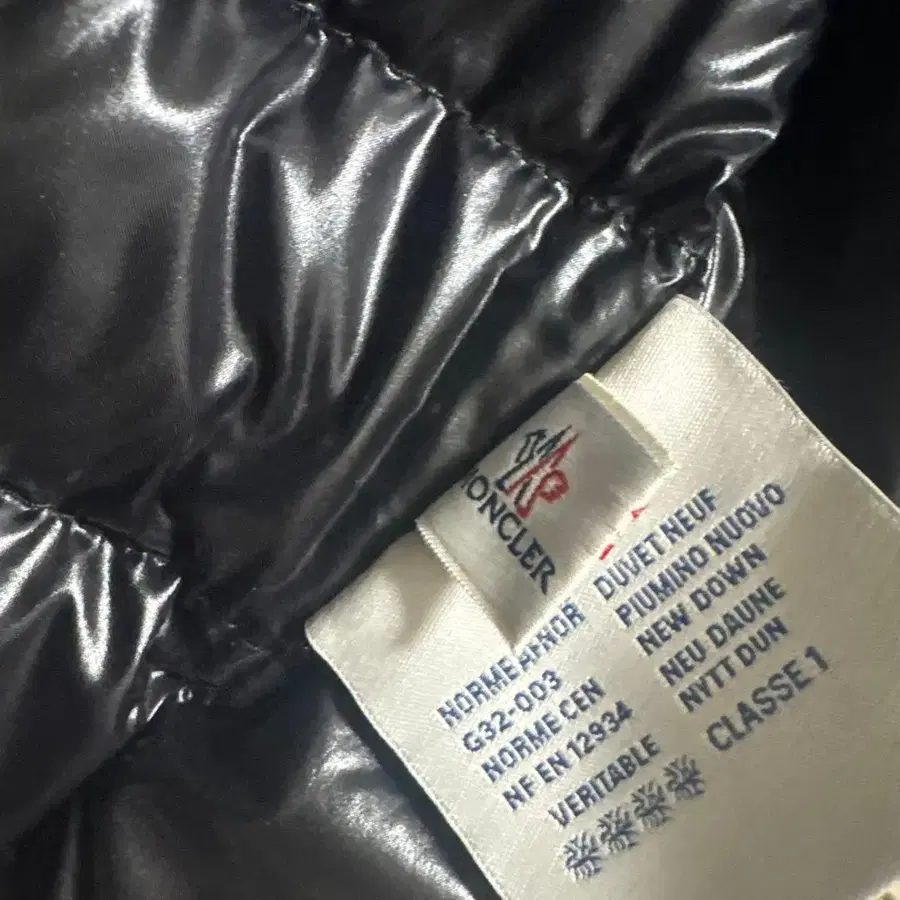 MONCLER
NORME AFNOR
G32-003
NORME CEN
NF EN 12934
VERITABLE
DUVET NEUF
PIUMINO NUOVO
NEW DOWN
NEU DAUNE
NYTT DUN
CLASSE 1